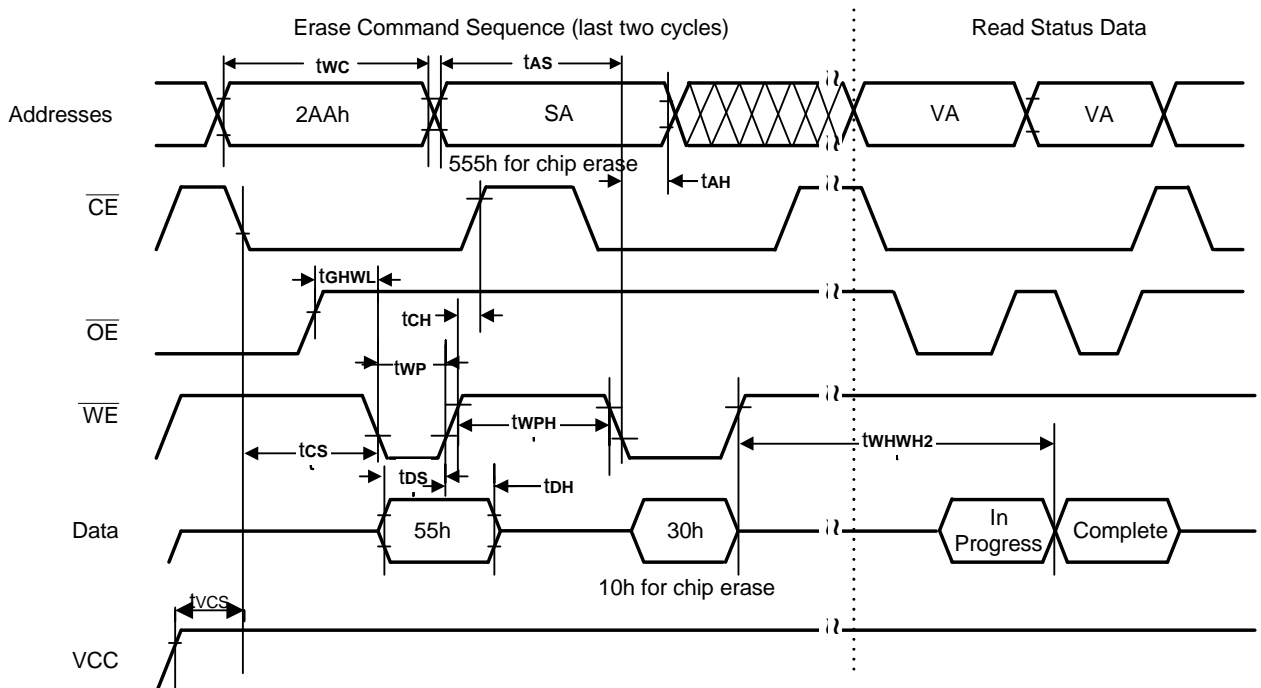 Erase Command Sequence (last two cycles)
Read Status Data
tWC
tAS
Addresses
2AAh
SA
VA
VA
555h for chip erase
tAH
CE
tGHWL
OE
tCH
tWP
WE
tWPH
tWHWH2
tCS
tDS
tDH
Data
55h
30h
In
Progress
Complete
10h for chip erase
tVCS
VCC